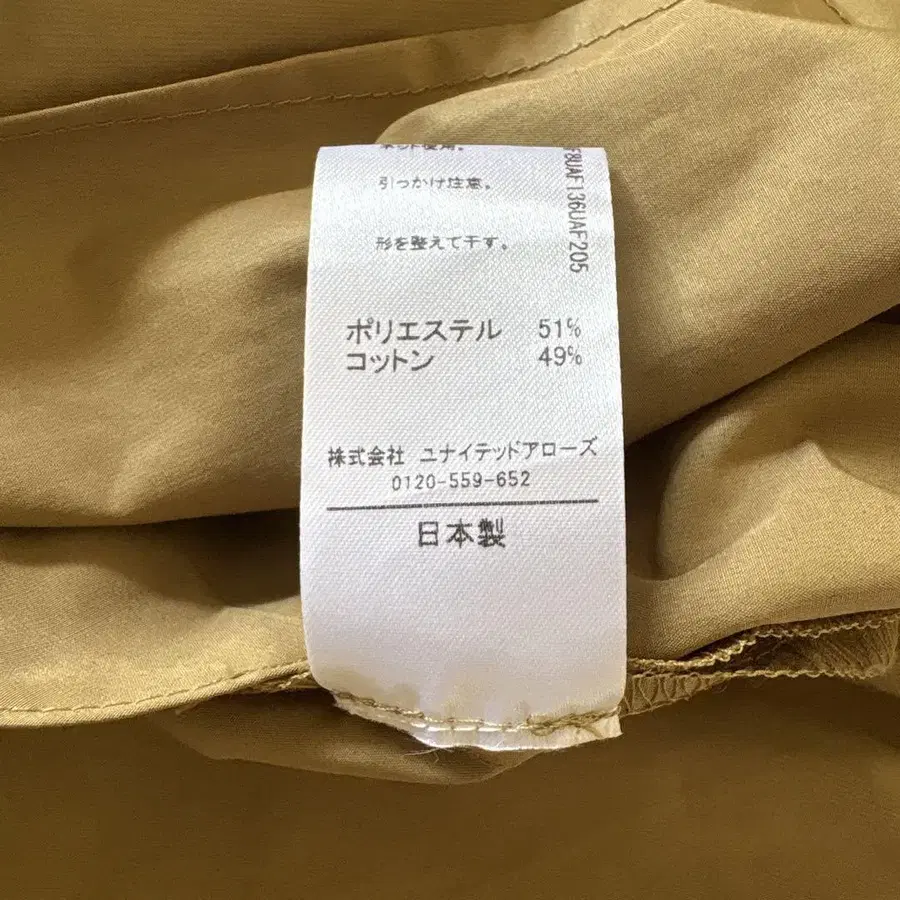 引っかけ注意。
形を整えて干す。
ポリエステル 51%
コットン 49%
株式会社 ユナイテッドアローズ
0120-559-652
日本製
F8UAF136UAF205